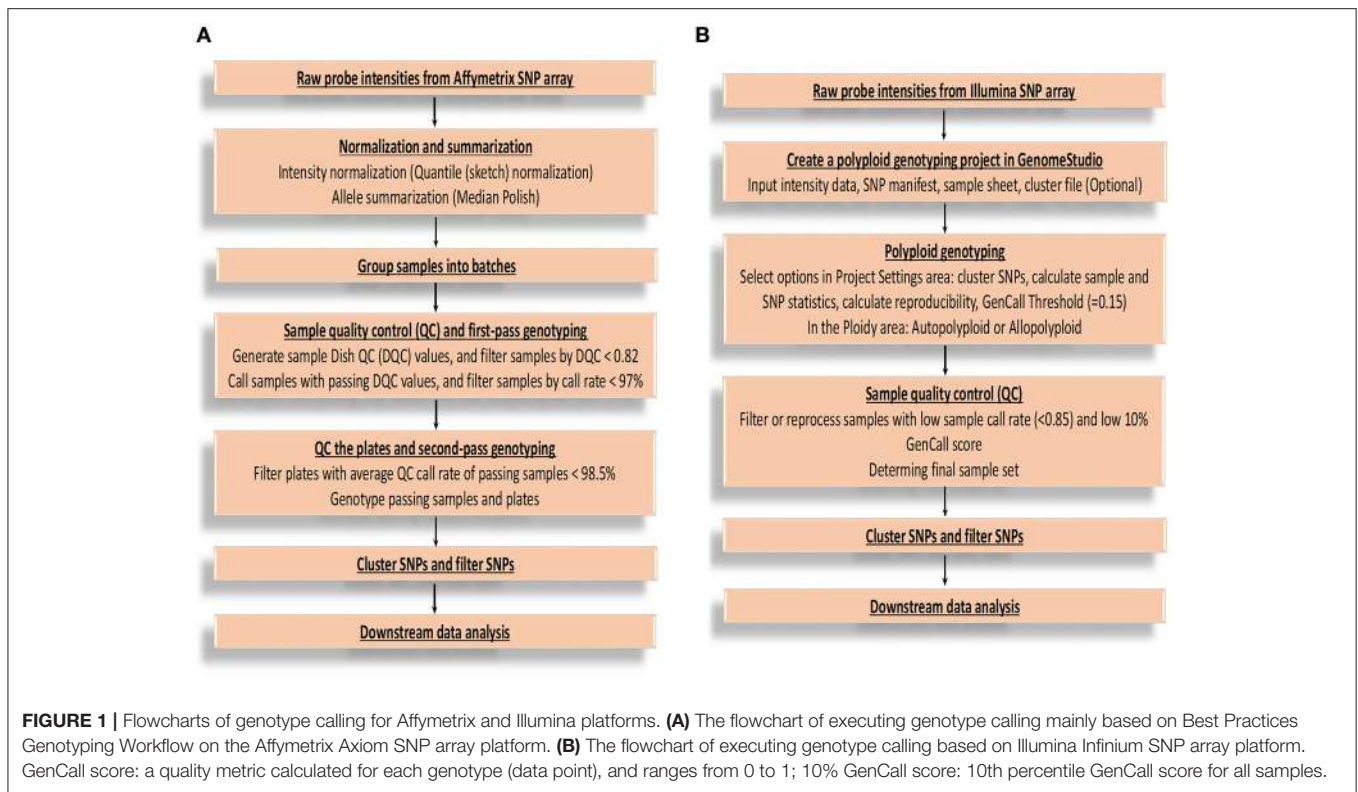 A
Raw probe intensities from Affymetrix SNP array
Normalization and summarization
Intensity normalization (Quantile (sketch) normalization)
Allele summarization (Median Polish)
Group samples into batches
Sample quality control (QC) and first-pass genotyping
Generate sample Dish QC (DQC) values, and filter samples by DQC < 0.82
Call samples with passing DQC values, and filter samples by call rate < 97%
QC the plates and second-pass genotyping
Filter plates with average QC call rate of passing samples < 98.5%
Genotype passing samples and plates
Cluster SNPs and filter SNPs
Downstream data analysis
B
Raw probe intensities from Illumina SNP array
Create a polyploid genotyping project in GenomeStudio
Input intensity data, SNP manifest, sample sheet, cluster file (Optional)
Polyploid genotyping
Select options in Project Settings area: cluster SNPs, calculate sample and
SNP statistics, calculate reproducibility, GenCall Threshold (=0.15)
In the Ploidy area: Autopolyploid or Allopolyploid
Sample quality control (QC)
Filter or reprocess samples with low sample call rate (<0.85) and low 10%
GenCall score
Determing final sample set
Cluster SNPs and filter SNPs
Downstream data analysis
FIGURE 1 | Flowcharts of genotype calling for Affymetrix and Illumina platforms. (A) The flowchart of executing genotype calling mainly based on Best Practices
Genotyping Workflow on the Affymetrix Axiom SNP array platform. (B) The flowchart of executing genotype calling based on Illumina Infinium SNP array platform.
GenCall score: a quality metric calculated for each genotype (data point), and ranges from 0 to 1; 10% GenCall score: 10th percentile GenCall score for all samples.